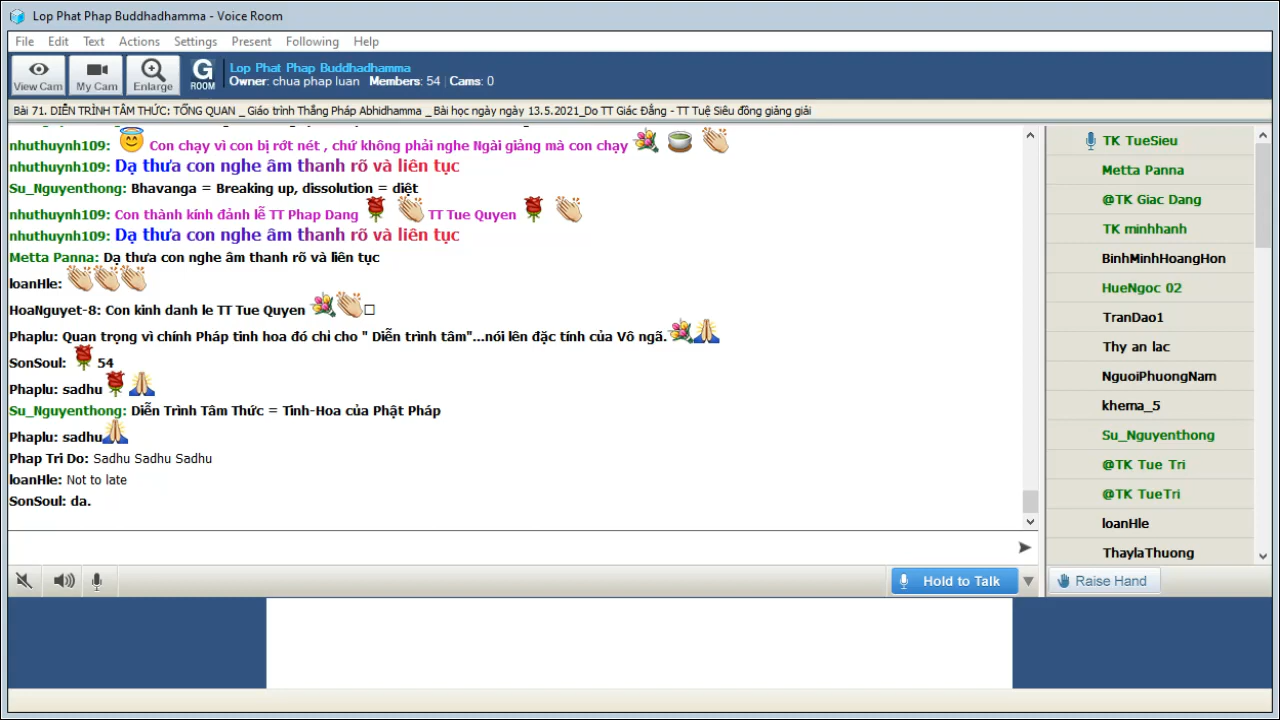 Lop Phat Phap Buddhadhamma - Voice Room
File Edit Text Actions Settings Present Following Help
View Cam My Cam Enlarge G ROOM
Lop Phat Phap Buddhadhamma
Owner: chua phap luan Members: 54 Cams: 0
Bài 71. DIỄN TRÌNH TÂM THỨC: TỔNG QUAN _ Giáo trình Thắng Pháp Abhidhamma _ Bài học ngày ngày 13.5.2021_Do TT Giác Đẳng - TT Tuệ Siêu đồng giảng giải
nhuthuynh109: Con chạy vì con bị rớt nét , chứ không phải nghe Ngài giảng mà con chạy
nhuthuynh109: Dạ thưa con nghe âm thanh rõ và liên tục
Su_Nguyenthong: Bhavanga = Breaking up, dissolution = diệt
nhuthuynh109: Con thành kính đảnh lễ TT Phap Dang TT Tue Quyen
nhuthuynh109: Dạ thưa con nghe âm thanh rõ và liên tục
Metta Panna: Dạ thưa con nghe âm thanh rõ và liên tục
loanHle:
HoaNguyet-8: Con kinh danh le TT Tue Quyen
Phaplu: Quan trọng vì chính Pháp tinh hoa đó chỉ cho " Diễn trình tâm"...nói lên đặc tính của Vô ngã.
SonSoul: 54
Phaplu: sadhu
Su_Nguyenthong: Diễn Trình Tâm Thức = Tinh-Hoa của Phật Pháp
Phaplu: sadhu
Phap Tri Do: Sadhu Sadhu Sadhu
loanHle: Not to late
SonSoul: da.
TK TueSieu
Metta Panna
@TK Giac Dang
TK minhhanh
BinhMinhHoangHon
HueNgoc 02
TranDao1
Thy an lac
NguoiPhuongNam
khema_5
Su_Nguyenthong
@TK Tue Tri
@TK TueTri
loanHle
ThaylaThuong
Hold to Talk
Raise Hand